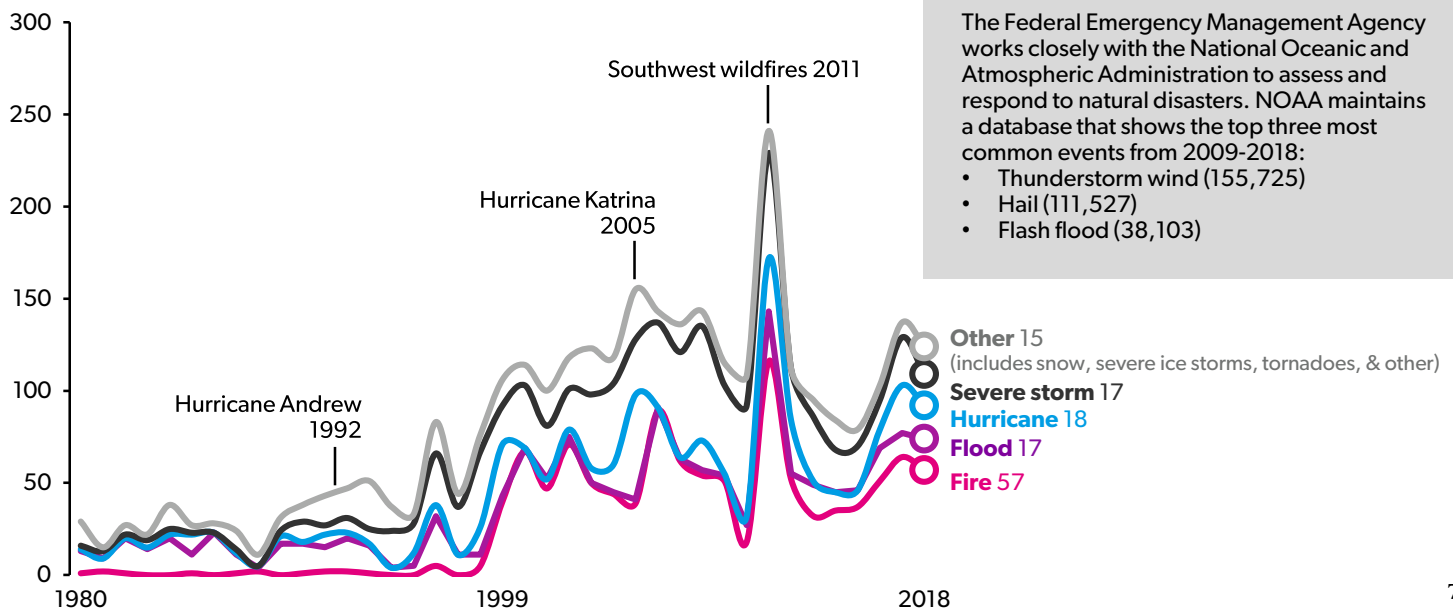 300
250
200
150
100
50
0
1980
1999
2018
Hurricane Andrew
1992
Hurricane Katrina
2005
Southwest wildfires 2011
The Federal Emergency Management Agency
works closely with the National Oceanic and
Atmospheric Administration to assess and
respond to natural disasters. NOAA maintains
a database that shows the top three most
common events from 2009-2018:
• Thunderstorm wind (155,725)
• Hail (111,527)
• Flash flood (38,103)
Other 15
(includes snow, severe ice storms, tornadoes, & other)
Severe storm 17
Hurricane 18
Flood 17
Fire 57